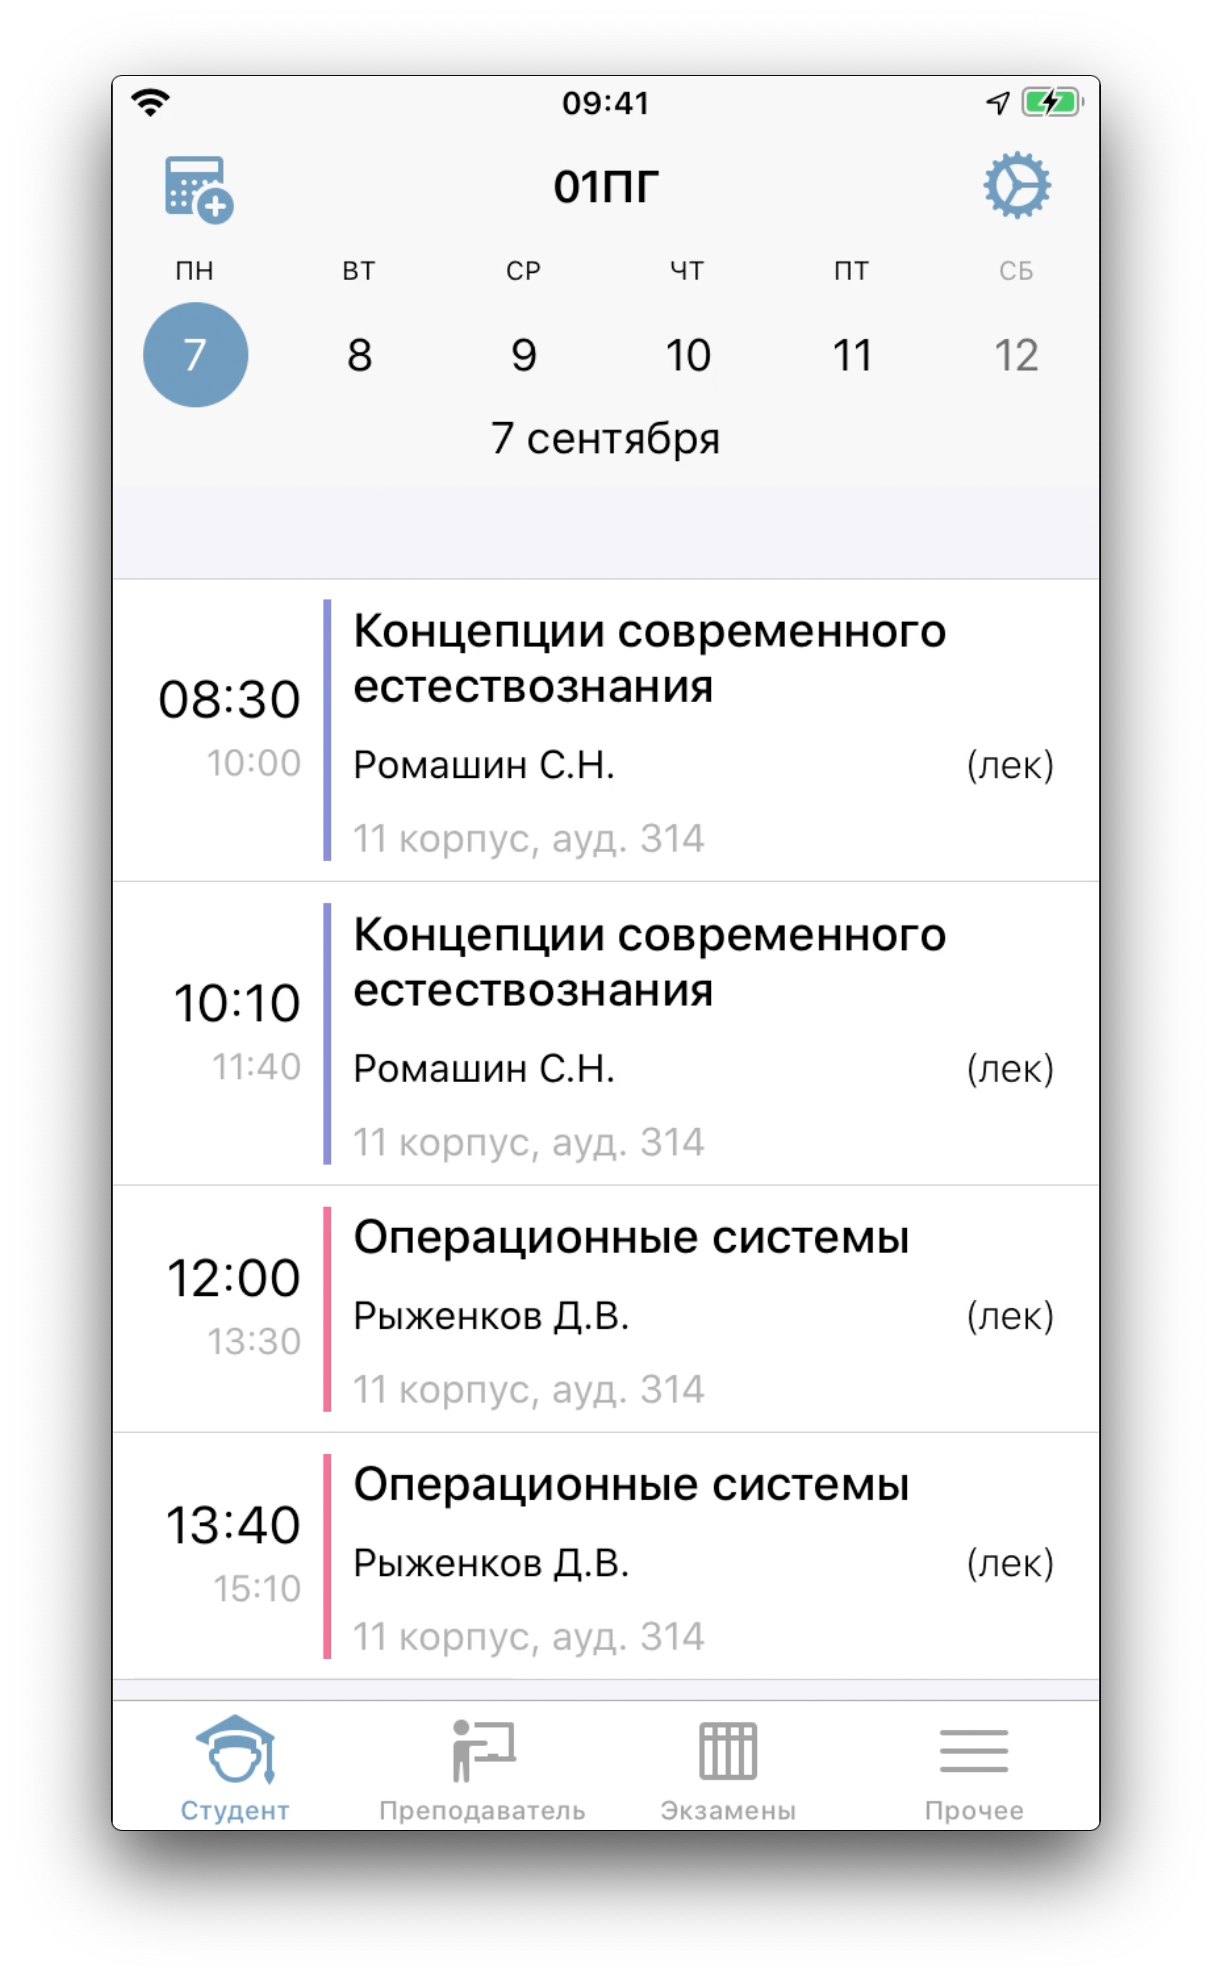 09:41
01ПГ
ПН ВТ СР ЧТ ПТ СБ
7 8 9 10 11 12
7 сентября
Концепции современного
естествознания
08:30
10:00
Ромашин С.Н. (лек)
11 корпус, ауд. 314
Концепции современного
естествознания
10:10
11:40
Ромашин С.Н. (лек)
11 корпус, ауд. 314
Операционные системы
12:00
13:30
Рыженков Д.В. (лек)
11 корпус, ауд. 314
Операционные системы
13:40
15:10
Рыженков Д.В. (лек)
11 корпус, ауд. 314
Студент Преподаватель Экзамены Прочее